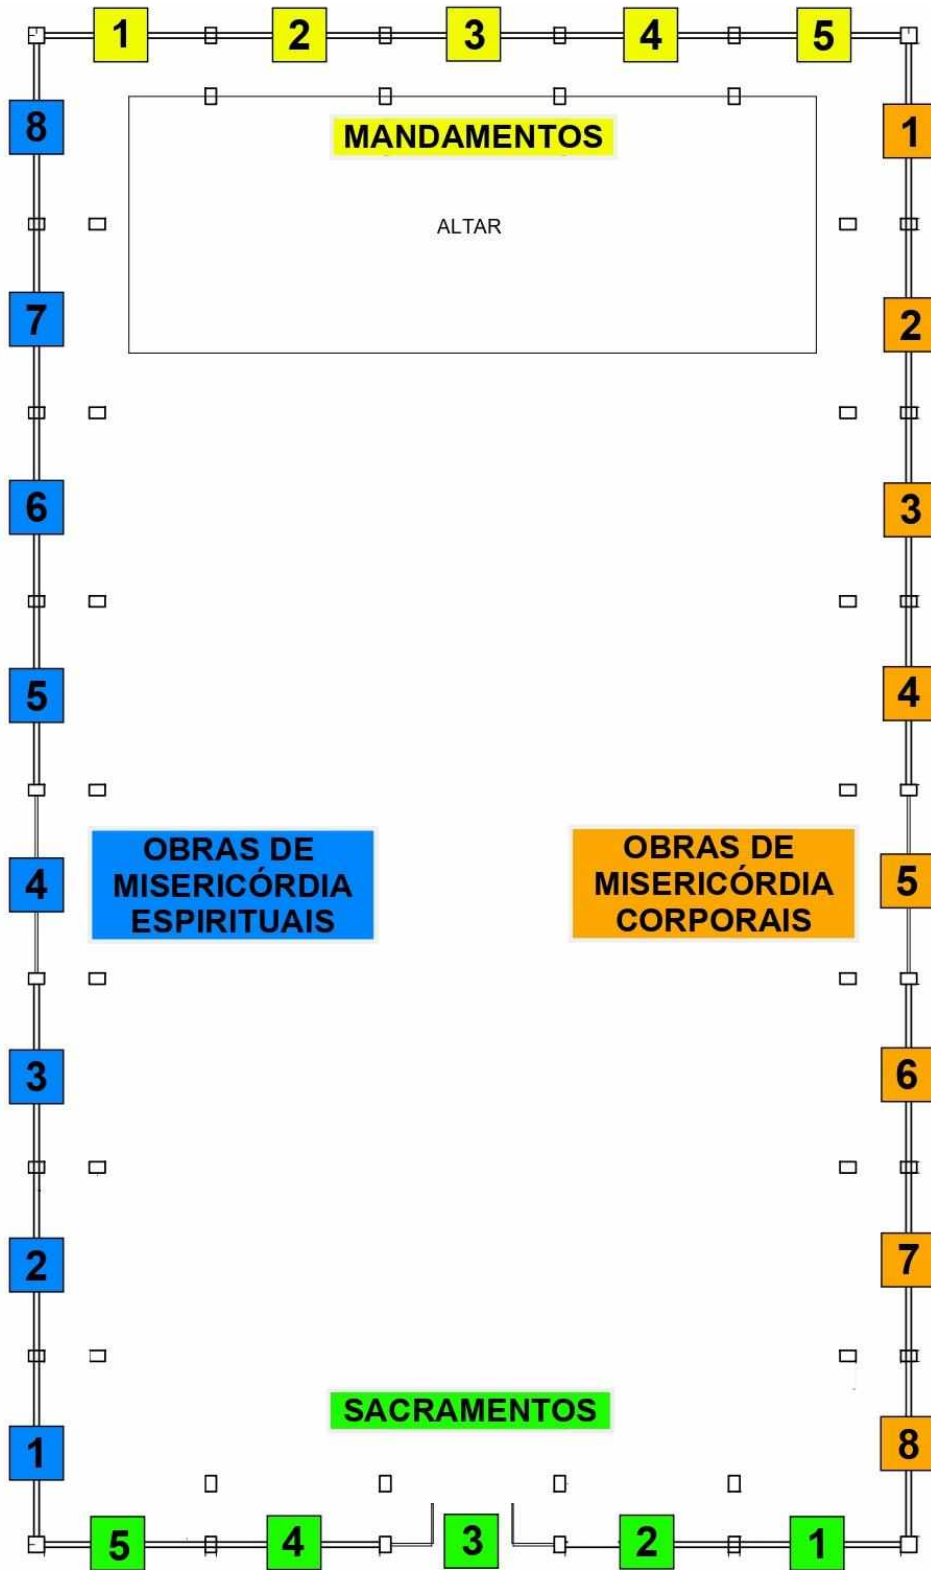 1 2 3 4 5
8 1
MANDAMENTOS
ALTAR
7 2
6 3
5 4
4 5
OBRAS DE
MISERICÓRDIA
ESPIRITUAIS
OBRAS DE
MISERICÓRDIA
CORPORAIS
3 6
2 7
SACRAMENTOS
1 8
5 4 3 2 1